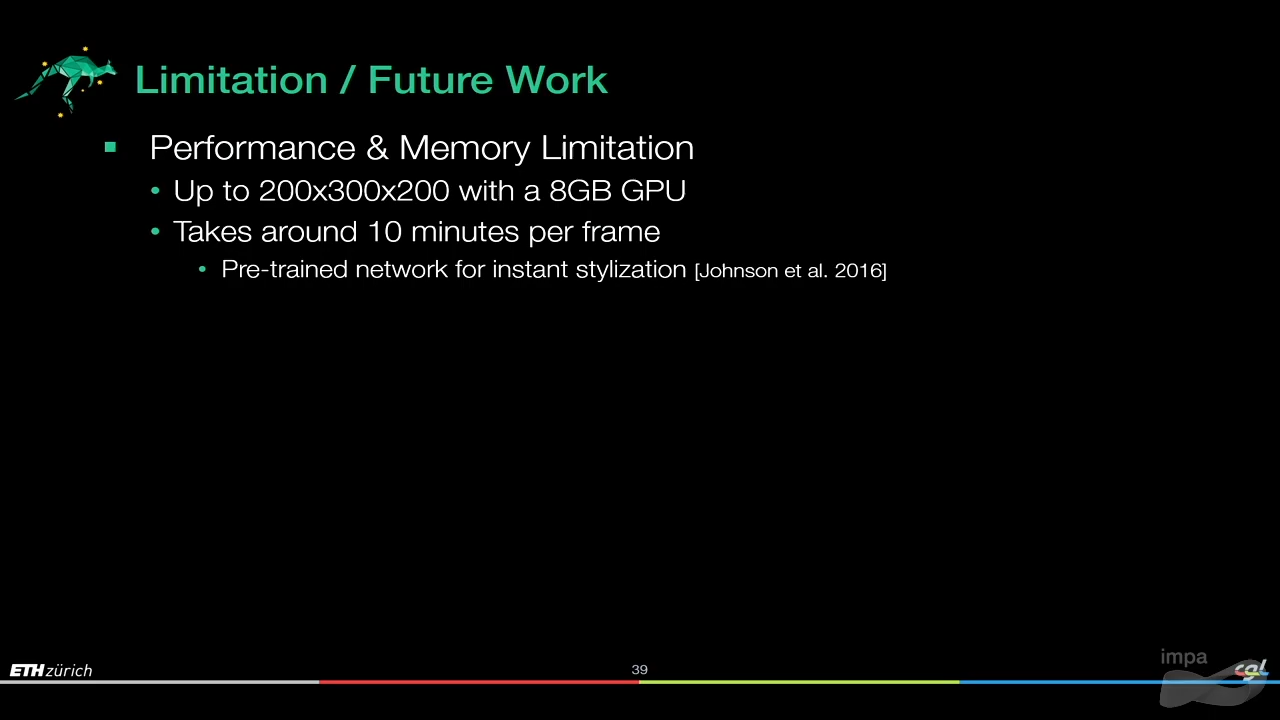 Limitation / Future Work
Performance & Memory Limitation
Up to 200x300x200 with a 8GB GPU
Takes around 10 minutes per frame
Pre-trained network for instant stylization [Johnson et al. 2016]
ETH zürich
39
impa
cgl